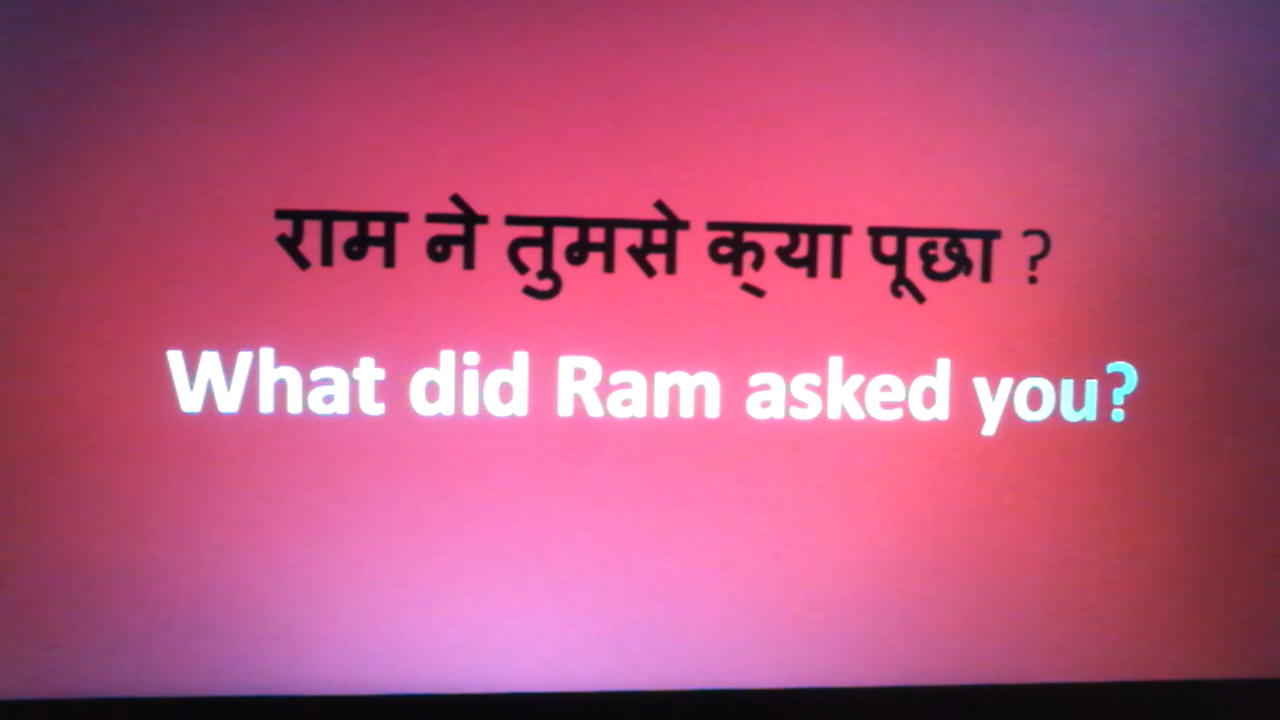 राम ने तुमसे क्‌या पूछा ?
What did Ram asked you?